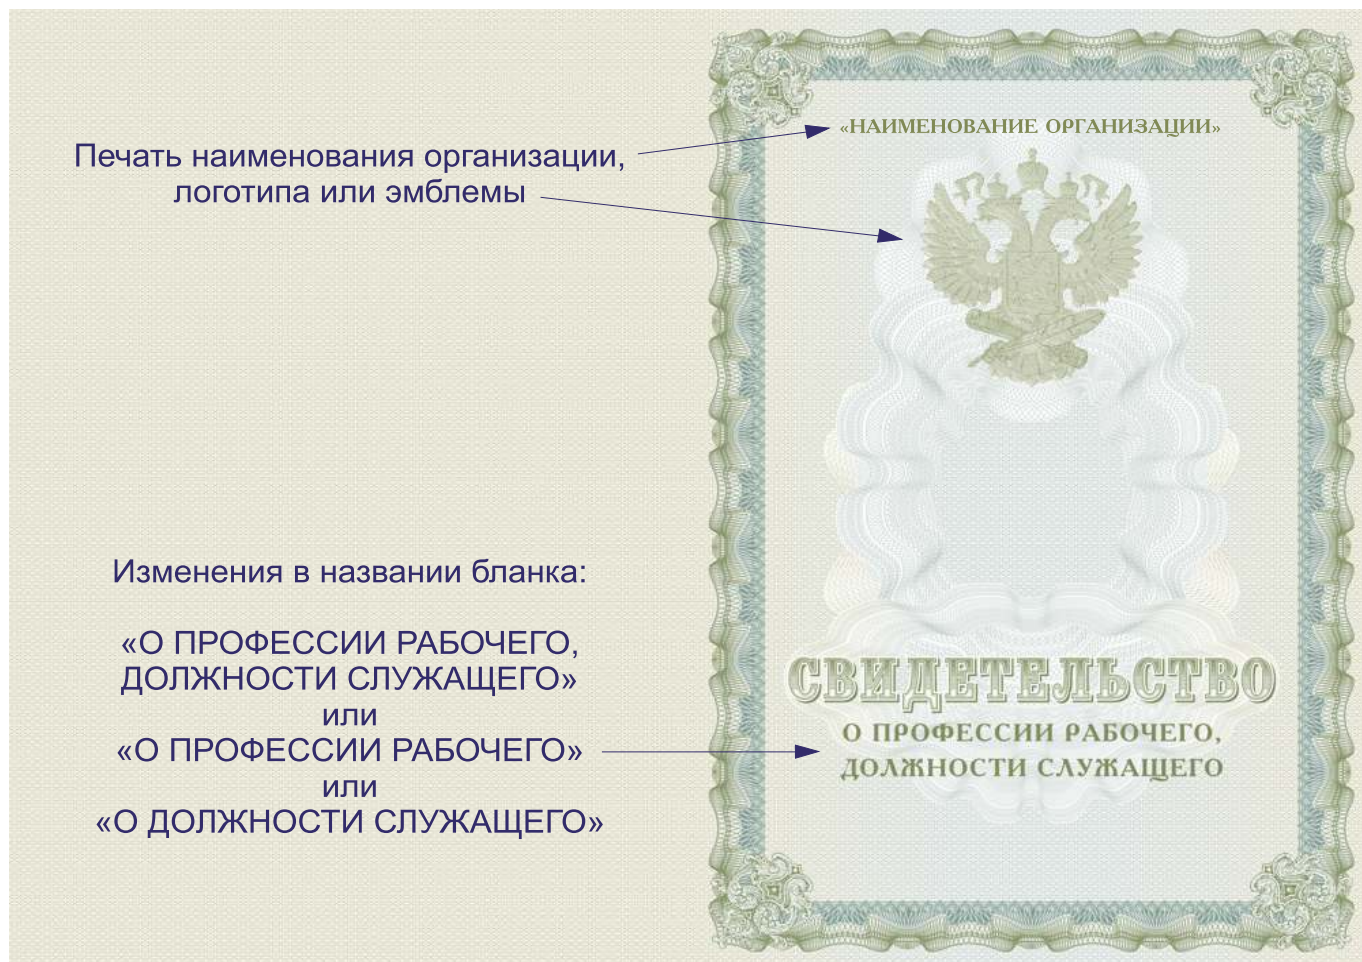 Печать наименования организации,
логотипа или эмблемы
Изменения в названии бланка:
«О ПРОФЕССИИ РАБОЧЕГО,
ДОЛЖНОСТИ СЛУЖАЩЕГО»
или
«О ПРОФЕССИИ РАБОЧЕГО»
или
«О ДОЛЖНОСТИ СЛУЖАЩЕГО»
«НАИМЕНОВАНИЕ ОРГАНИЗАЦИИ»
СВИДЕТЕЛЬСТВО
О ПРОФЕССИИ РАБОЧЕГО,
ДОЛЖНОСТИ СЛУЖАЩЕГО